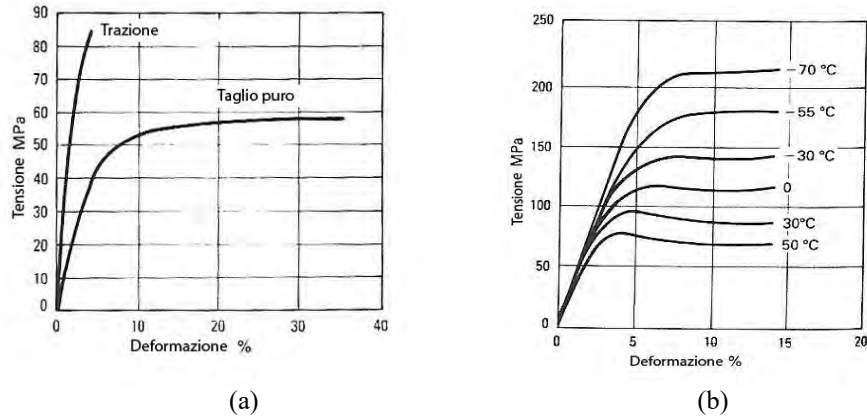 90
80
70
60
50
40
30
20
10
0
Tensione MPa
Trazione
Taglio puro
0 10 20 30 40
Deformazione %
(a)
250
200
150
100
50
0
Tensione MPa
−70 °C
−55 °C
−30 °C
0
30°C
50 °C
0 5 10 15 20
Deformazione %
(b)